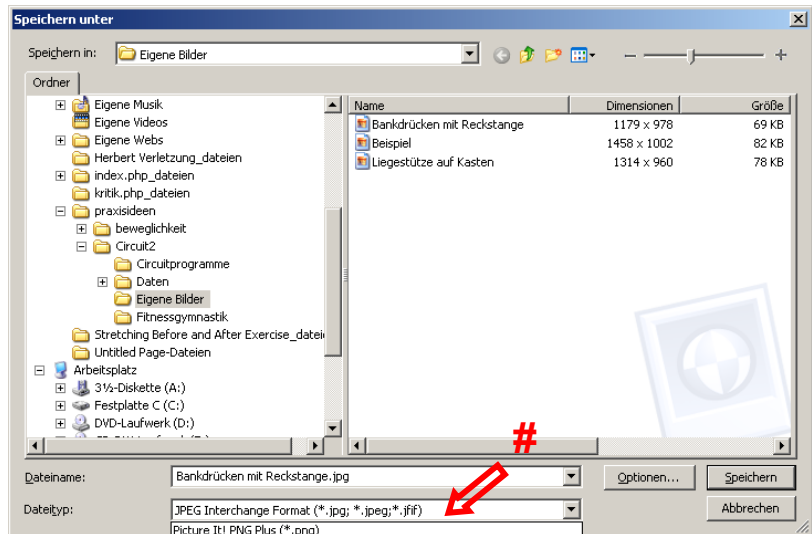 Speichern unter
Speichern in: Eigene Bilder
Ordner
Eigene Musik
Eigene Videos
Eigene Webs
Herbert Verletzung_dateien
index.php_dateien
kritik.php_dateien
praxisideen
beweglichkeit
Circuit2
Circuitprogramme
Daten
Eigene Bilder
Fitnessgymnastik
Stretching Before and After Exercise_datei
Untitled Page-Dateien
Arbeitsplatz
3½-Diskette (A:)
Festplatte C (C:)
DVD-Laufwerk (D:)
Name Dimensionen Größe
Bankdrücken mit Reckstange 1179 x 978 69 KB
Beispiel 1458 x 1002 82 KB
Liegestütze auf Kasten 1314 x 960 78 KB
#
Dateiname: Bankdrücken mit Reckstange.jpg Optionen... Speichern
Dateityp: JPEG Interchange Format (*.jpg; *.jpeg;*.jfif) Abbrechen
Picture It! PNG Plus (*.png)